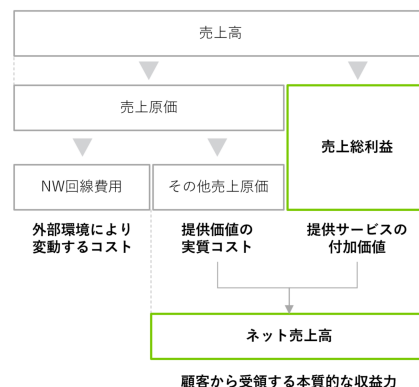 売上高
売上原価
売上総利益
NW回線費用
その他売上原価
外部環境により
変動するコスト
提供価値の
実質コスト
提供サービスの
付加価値
ネット売上高
顧客から受領する本質的な収益力